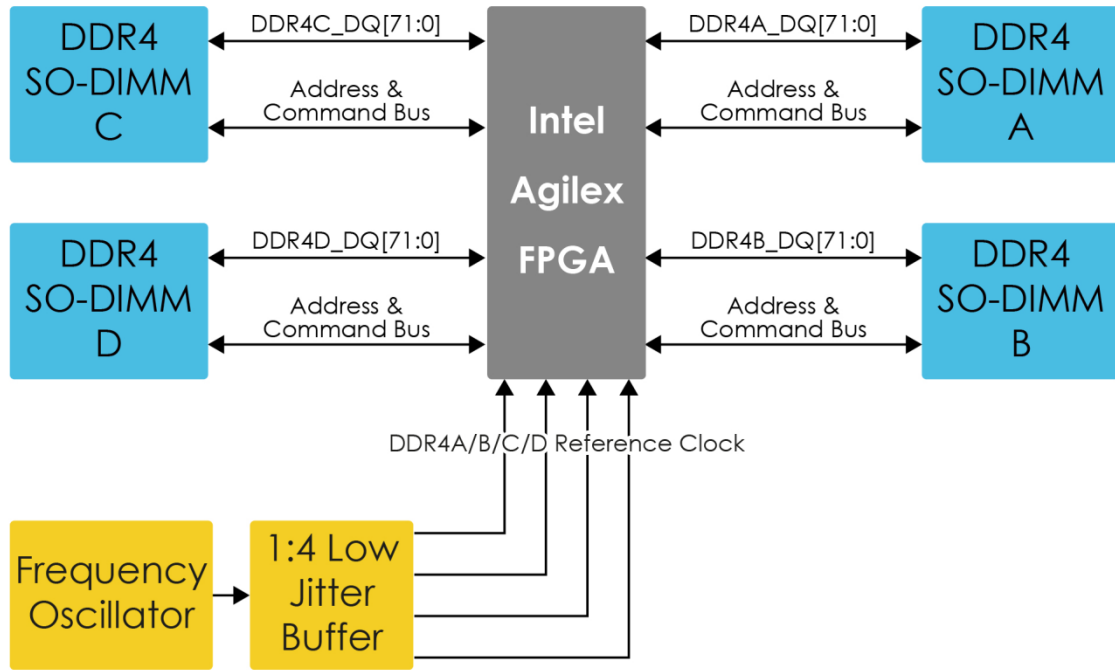 DDR4
SO-DIMM
C
DDR4C_DQ[71:0]
Address &
Command Bus
Intel
Agilex
FPGA
DDR4A_DQ[71:0]
Address &
Command Bus
DDR4
SO-DIMM
A
DDR4
SO-DIMM
D
DDR4D_DQ[71:0]
Address &
Command Bus
DDR4B_DQ[71:0]
Address &
Command Bus
DDR4
SO-DIMM
B
DDR4A/B/C/D Reference Clock
Frequency
Oscillator
1:4 Low
Jitter
Buffer